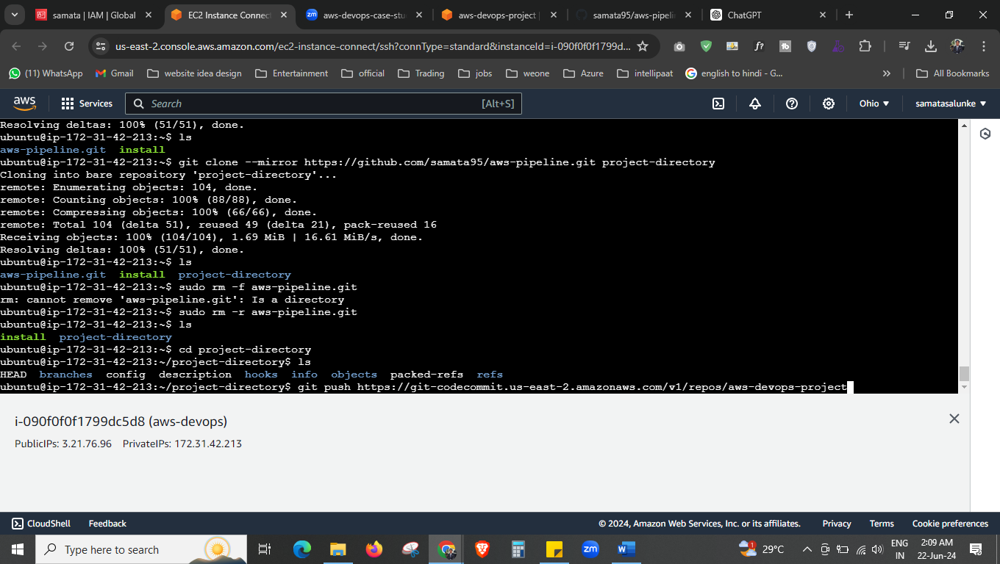 samata | IAM | Global
EC2 Instance Connect
zm
aws-devops-case-stu
aws-devops-project |
samata95/aws-pipelin
ChatGPT
us-east-2.console.aws.amazon.com/ec2-instance-connect/ssh?connType=standard&instanceId=i-090f0f0f1799d...
f?
(11) WhatsApp
Gmail
website idea design
Entertainment
official
Trading
jobs
weone
Azure
intellipaat
english to hindi - G...
All Bookmarks
aws
Services
Search
[Alt+S]
Ohio
samatasalunke
Resolving deltas: 100% (51/51), done.
ubuntu@ip-172-31-42-213:~$ ls
aws-pipeline.git  install
ubuntu@ip-172-31-42-213:~$ git clone --mirror https://github.com/samata95/aws-pipeline.git project-directory
Cloning into bare repository 'project-directory'...
remote: Enumerating objects: 104, done.
remote: Counting objects: 100% (88/88), done.
remote: Compressing objects: 100% (66/66), done.
remote: Total 104 (delta 51), reused 49 (delta 21), pack-reused 16
Receiving objects: 100% (104/104), 1.69 MiB | 16.61 MiB/s, done.
Resolving deltas: 100% (51/51), done.
ubuntu@ip-172-31-42-213:~$ ls
aws-pipeline.git  install  project-directory
ubuntu@ip-172-31-42-213:~$ sudo rm -f aws-pipeline.git
rm: cannot remove 'aws-pipeline.git': Is a directory
ubuntu@ip-172-31-42-213:~$ sudo rm -r aws-pipeline.git
ubuntu@ip-172-31-42-213:~$ ls
install  project-directory
ubuntu@ip-172-31-42-213:~$ cd project-directory
ubuntu@ip-172-31-42-213:~/project-directory$ ls
HEAD  branches  config  description  hooks  info  objects  packed-refs  refs
ubuntu@ip-172-31-42-213:~/project-directory$ git push https://git-codecommit.us-east-2.amazonaws.com/v1/repos/aws-devops-project
i-090f0f0f1799dc5d8 (aws-devops)
PublicIPs: 3.21.76.96    PrivateIPs: 172.31.42.213
CloudShell
Feedback
© 2024, Amazon Web Services, Inc. or its affiliates.
Privacy
Terms
Cookie preferences
Type here to search
zm
29°C
ENG
IN
2:09 AM
22-Jun-24